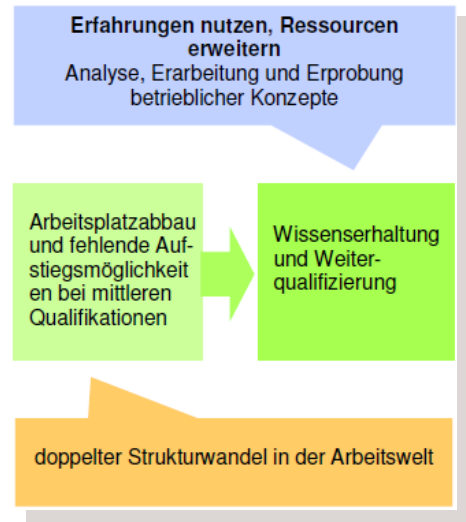 Erfahrungen nutzen, Ressourcen
erweitern
Analyse, Erarbeitung und Erprobung
betrieblicher Konzepte
Arbeitsplatzabbau
und fehlende Auf-
stiegsmöglichkeit
en bei mittleren
Qualifikationen
Wissenserhaltung
und Weiter-
qualifizierung
doppelter Strukturwandel in der Arbeitswelt